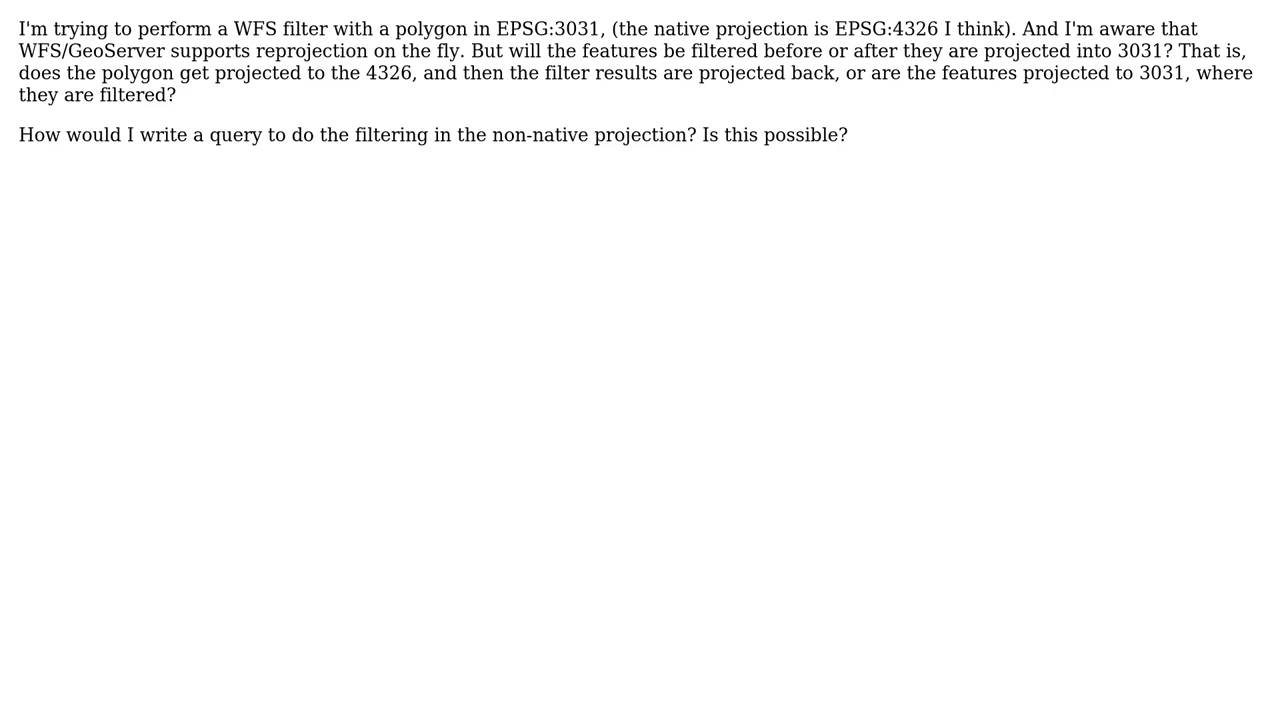 I'm trying to perform a WFS filter with a polygon in EPSG:3031, (the native projection is EPSG:4326 I think). And I'm aware that
WFS/GeoServer supports reprojection on the fly. But will the features be filtered before or after they are projected into 3031? That is,
does the polygon get projected to the 4326, and then the filter results are projected back, or are the features projected to 3031, where
they are filtered?
How would I write a query to do the filtering in the non-native projection? Is this possible?